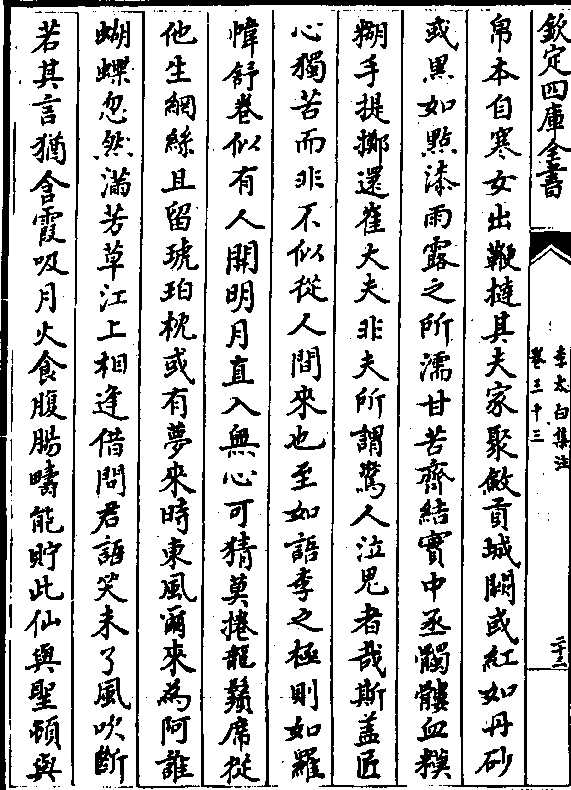 欽定四庫全書
李太白集注
卷三十三
二十三
帛本自寒女出鞭撻其夫家聚斂貢城闕或紅如丹砂
或黒如點漆雨露之所濡甘苦齊結實中丞髑髏血糢
糊手提擲還崔大夫非夫所謂驚人泣鬼者哉斯盖匠
心獨苦而非不似從人間來也至如語李之極則如羅
幃舒卷似有人開明月直入無心可猜莫捲龍鬚席從
他生網絲且留琥珀枕或有夢來時東風爾來為阿誰
蝴蝶忽然滿芳草江上相逢借問君語笑未了風吹斷
若其言猶含霞吸月火食腹腸疇能貯此仙與聖頓與